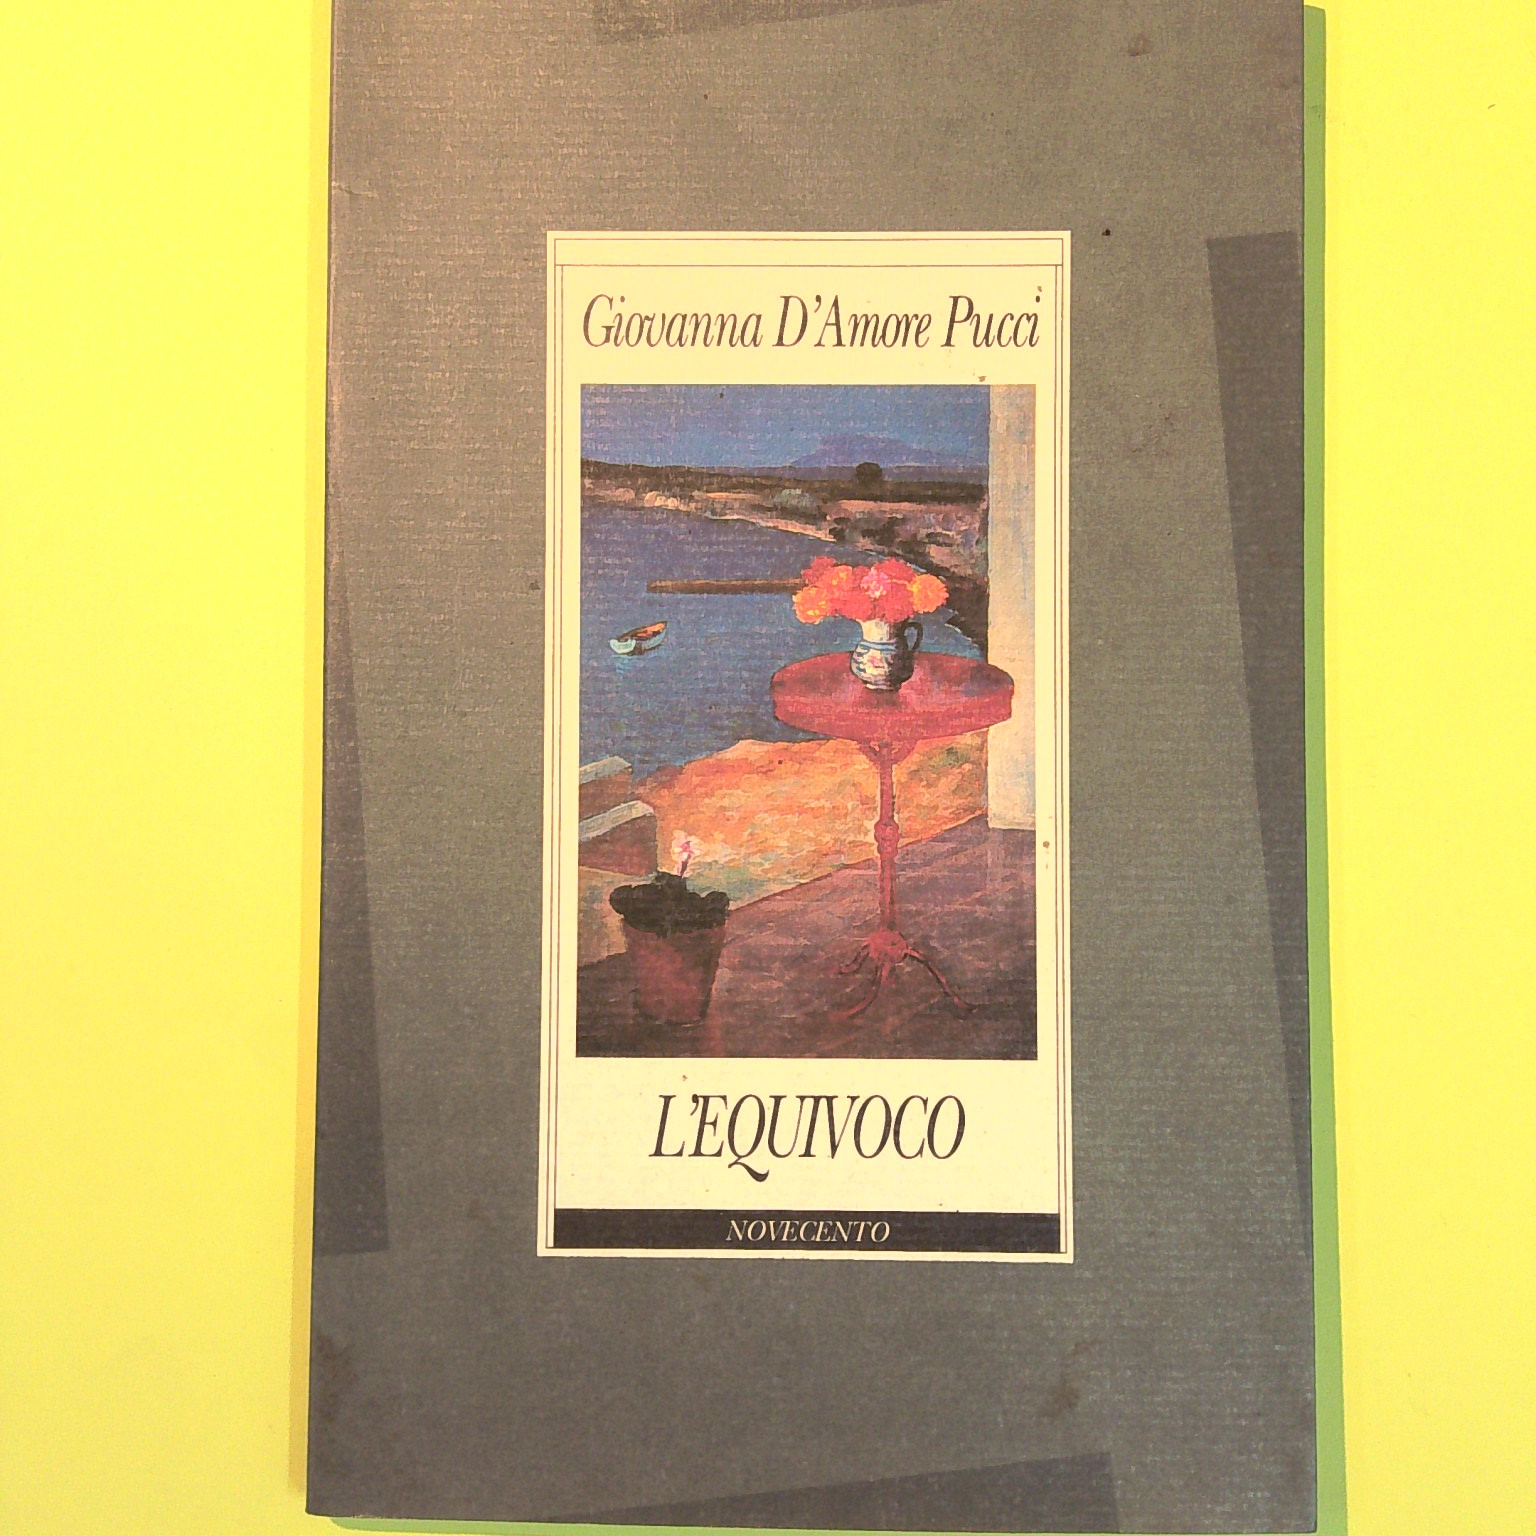 Giovanna D'Amore Pucci
L'EQUIVOCO
NOVECENTO